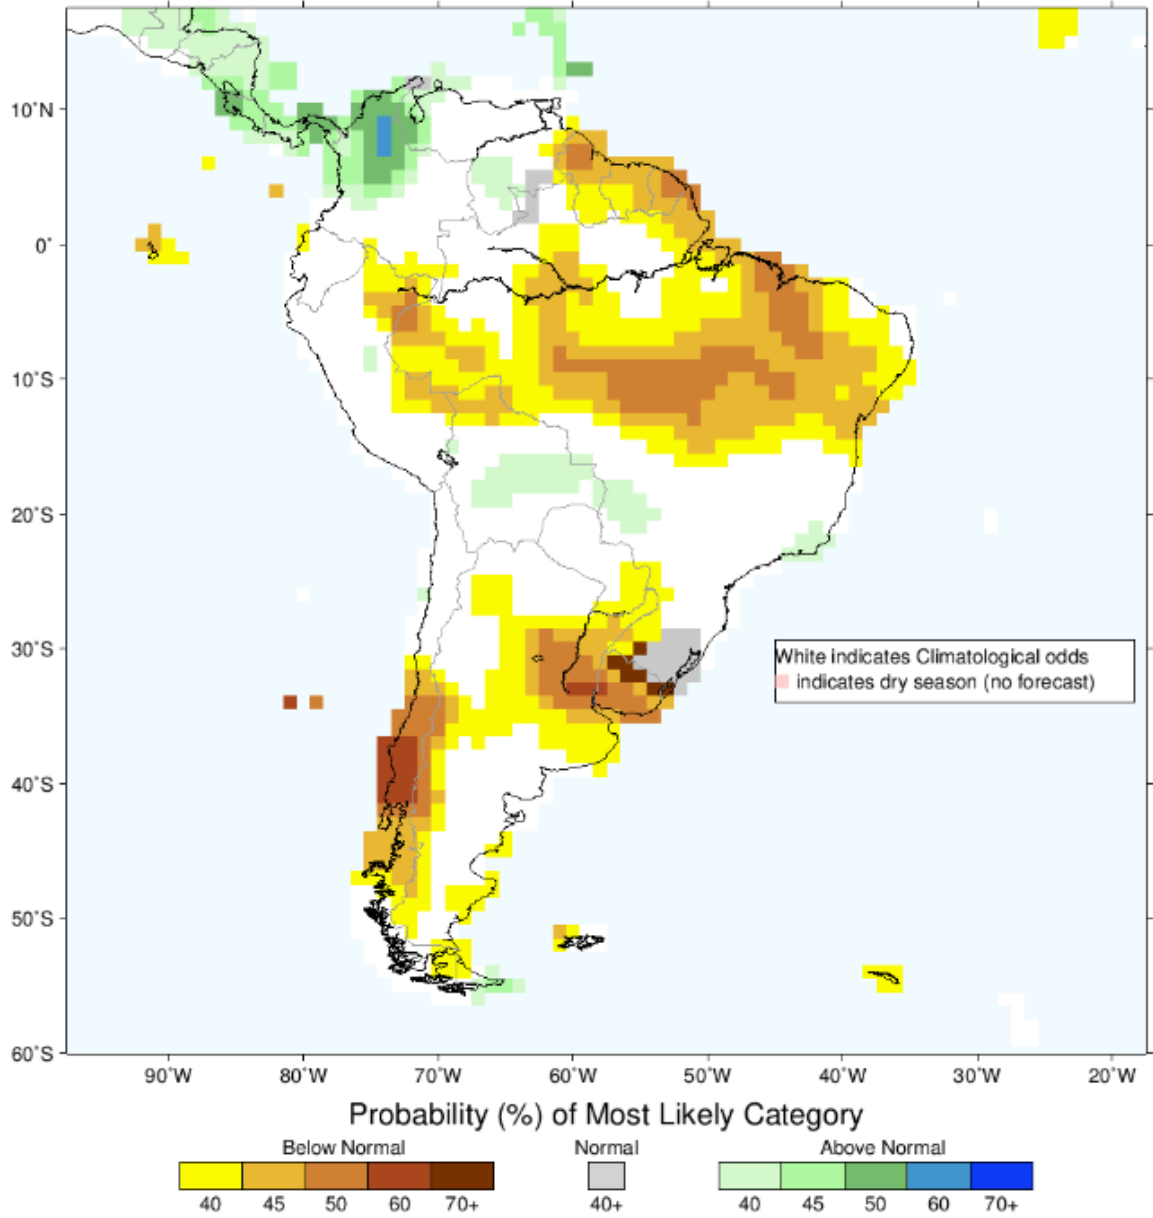 10°N
0°
10°S
20°S
30°S
40°S
50°S
60°S
White indicates Climatological odds
indicates dry season (no forecast)
90°W 80°W 70°W 60°W 50°W 40°W 30°W 20°W
Probability (%) of Most Likely Category
Below Normal Normal Above Normal
40 45 50 60 70+ 40+ 40 45 50 60 70+